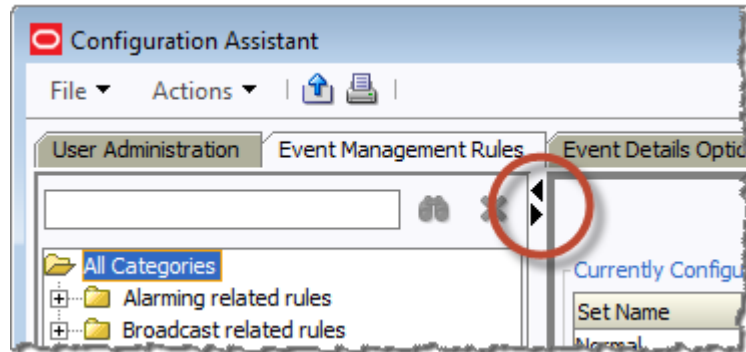 Configuration Assistant
File Actions
User Administration Event Management Rules Event Details Optio
All Categories
Currently Configu
Alarming related rules
Set Name
Broadcast related rules
Normal